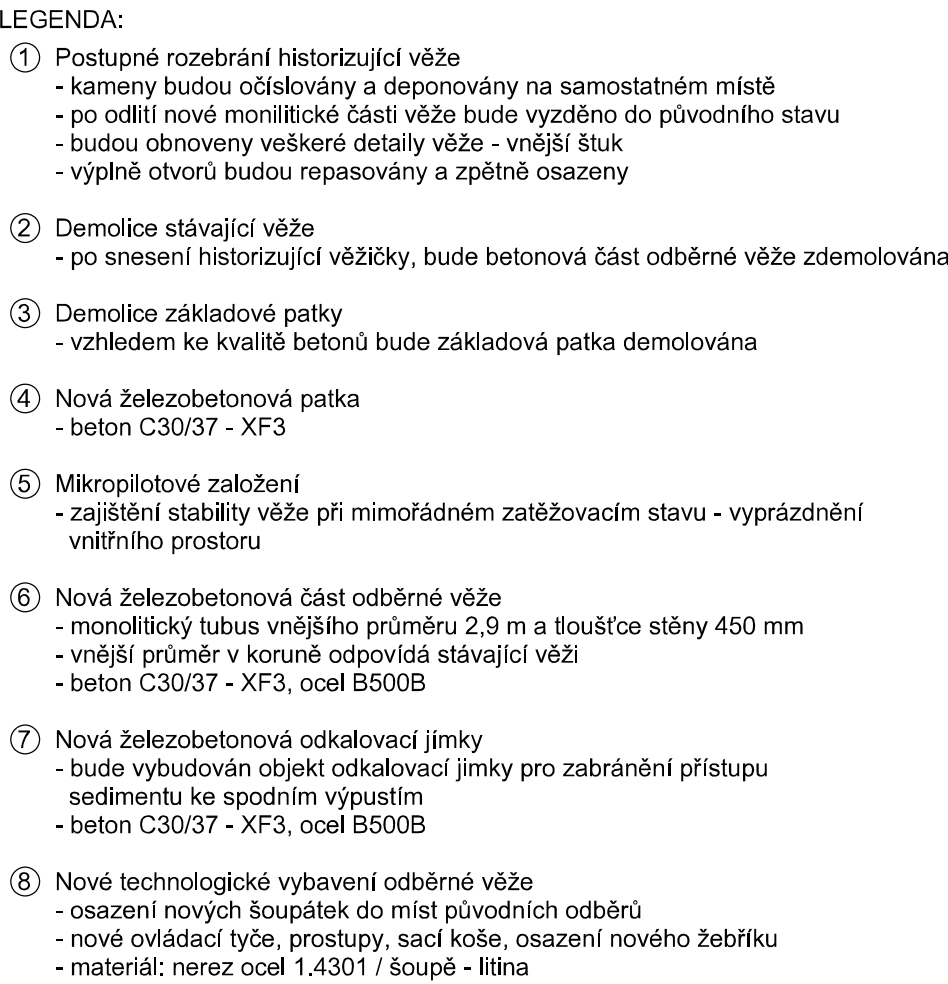 LEGENDA:
1 Postupné rozebrání historizující věže
- kameny budou očíslovány a deponovány na samostatném místě
- po odlití nové monilitické části věže bude vyzděno do původního stavu
- budou obnoveny veškeré detaily věže - vnější štuk
- výplně otvorů budou repasovány a zpětně osazeny
2 Demolice stávající věže
- po snesení historizující věžičky, bude betonová část odběrné věže zdemolována
3 Demolice základové patky
- vzhledem ke kvalitě betonů bude základová patka demolována
4 Nová železobetonová patka
- beton C30/37 - XF3
5 Mikropilotové založení
- zajištění stability věže při mimořádném zatěžovacím stavu - vyprázdnění
vnitřního prostoru
6 Nová železobetonová část odběrné věže
- monolitický tubus vnějšího průměru 2,9 m a tloušťce stěny 450 mm
- vnější průměr v koruně odpovídá stávající věži
- beton C30/37 - XF3, ocel B500B
7 Nová železobetonová odkalovací jímky
- bude vybudován objekt odkalovací jimky pro zabránění přístupu
sedimentu ke spodním výpustím
- beton C30/37 - XF3, ocel B500B
8 Nové technologické vybavení odběrné věže
- osazení nových šoupátek do míst původních odběrů
- nové ovládací tyče, prostupy, sací koše, osazení nového žebříku
- materiál: nerez ocel 1.4301 / šoupě - litina